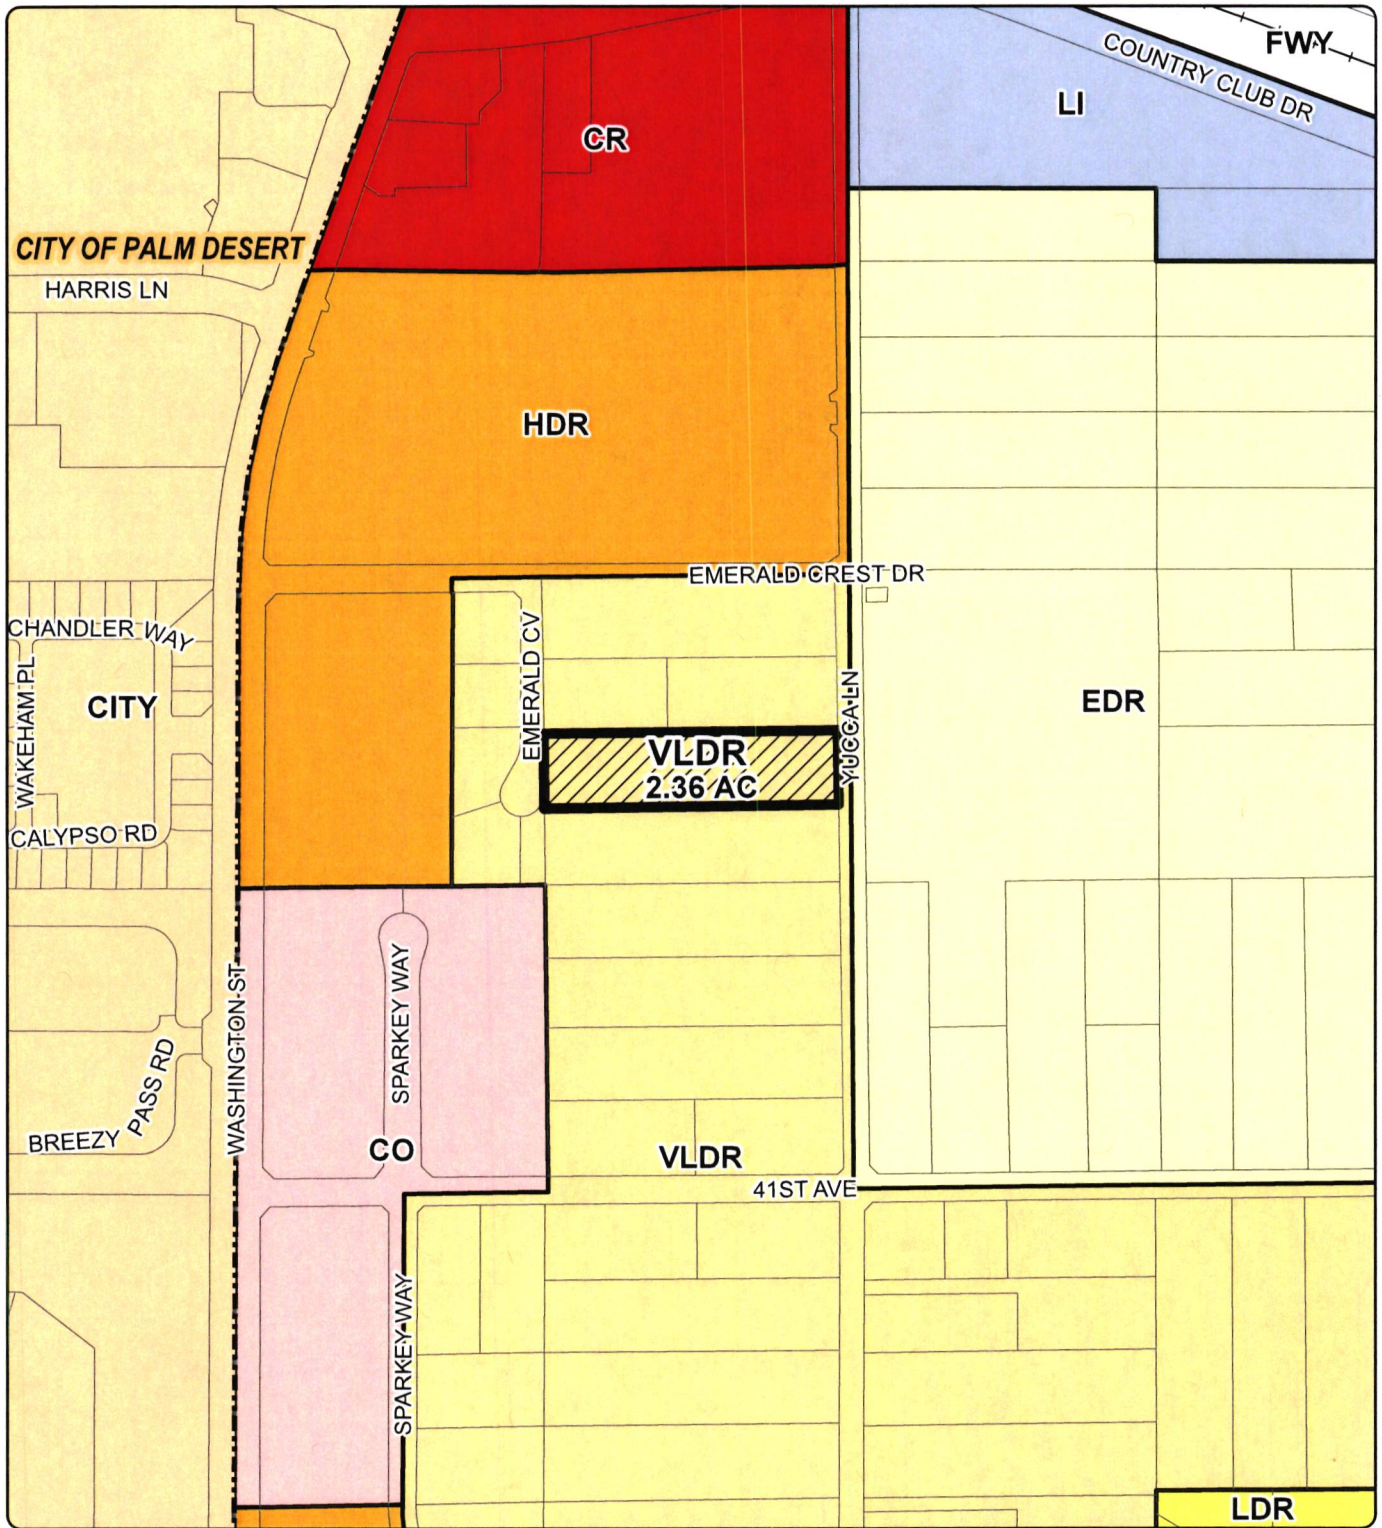 FWY
COUNTRY CLUB DR
LI
CR
CITY OF PALM DESERT
HARRIS LN
HDR
EMERALD CREST DR
CHANDLER WAY
EMERALD CV
WAKEHAM PL
CITY
YUCCA LN
EDR
VLDR
2.36 AC
CALYPSO RD
WASHINGTON ST
SPARKEY WAY
BREEZY PASS RD
CO
VLDR
41ST AVE
SPARKEY WAY
LDR